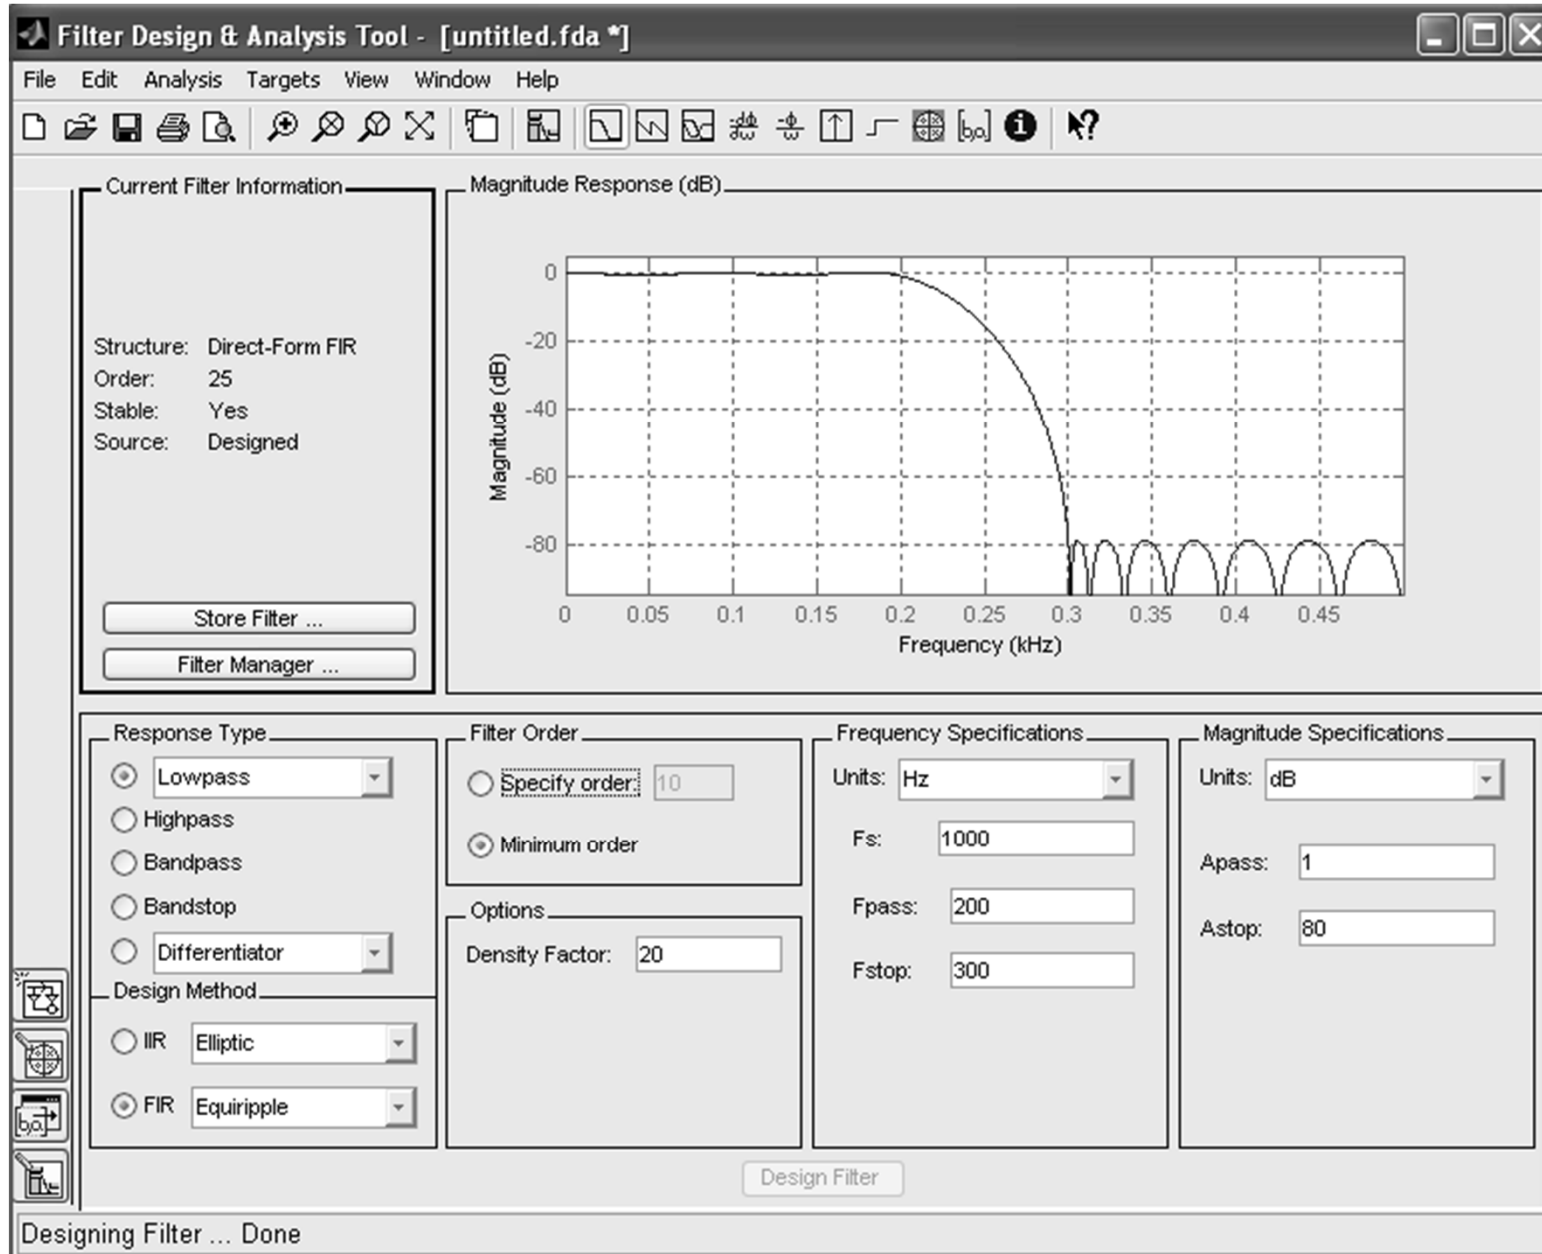 Filter Design & Analysis Tool - [untitled.fda *]
File Edit Analysis Targets View Window Help
Current Filter Information
Structure: Direct-Form FIR
Order: 25
Stable: Yes
Source: Designed
Store Filter ...
Filter Manager ...
Magnitude Response (dB)
Magnitude (dB)
0
-20
-40
-60
-80
0 0.05 0.1 0.15 0.2 0.25 0.3 0.35 0.4 0.45
Frequency (kHz)
Response Type
Lowpass
Highpass
Bandpass
Bandstop
Differentiator
Design Method
IIR Elliptic
FIR Equiripple
Filter Order
Specify order: 10
Minimum order
Options
Density Factor: 20
Frequency Specifications
Units: Hz
Fs: 1000
Fpass: 200
Fstop: 300
Magnitude Specifications
Units: dB
Apass: 1
Astop: 80
Design Filter
Designing Filter ... Done